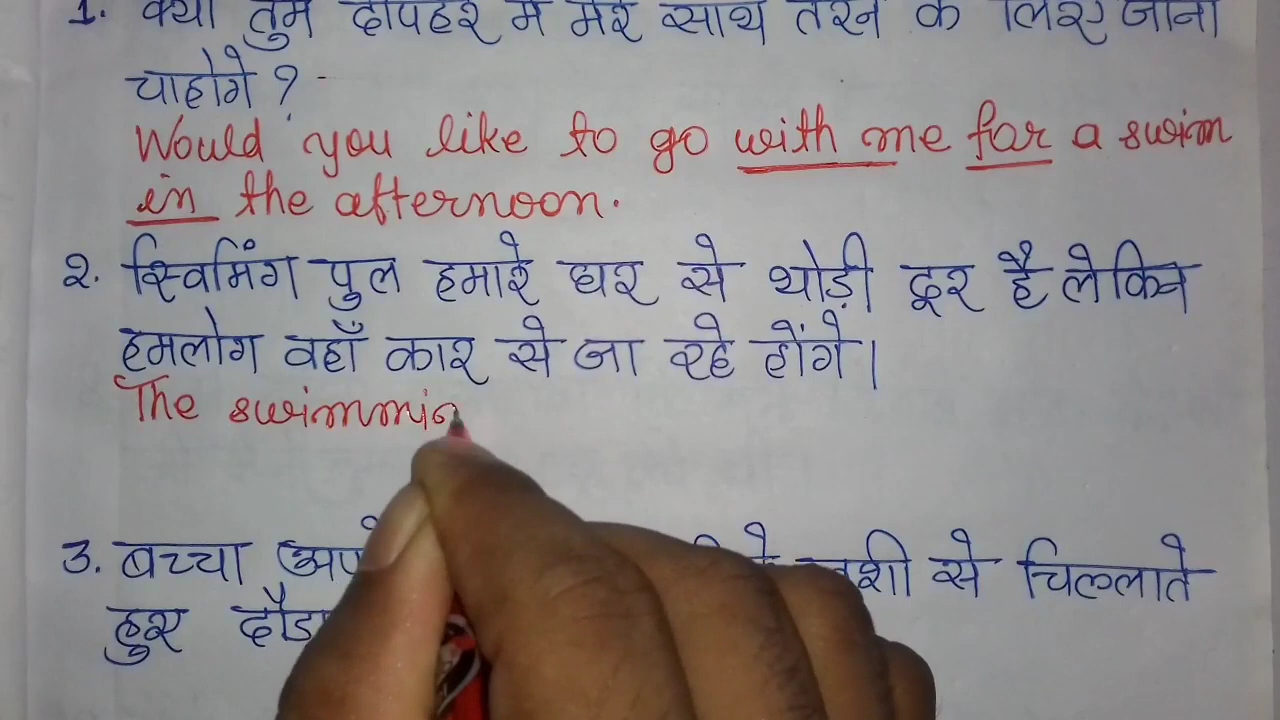 1. क्या तुम दोपहर में मेरे साथ तैरने के लिए जाना
चाहोगे ?
Would you like to go with me for a swim
in the afternoon.
२. स्विमिंग पुल हमारे घर से थोड़ी दूर है लेकिन
हमलोग वहाँ कार से जा रहे होंगे।
The swimmin
3. बच्चा से चिल्लाते
हुए